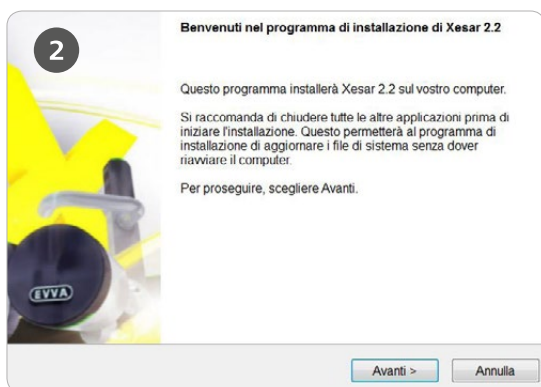 2
Benvenuti nel programma di installazione di Xesar 2.2
Questo programma installerà Xesar 2.2 sul vostro computer.
Si raccomanda di chiudere tutte le altre applicazioni prima di
iniziare l'installazione. Questo permetterà al programma di
installazione di aggiornare i file di sistema senza dover
riavviare il computer.
Per proseguire, scegliere Avanti.
EVVA
Avanti >
Annulla